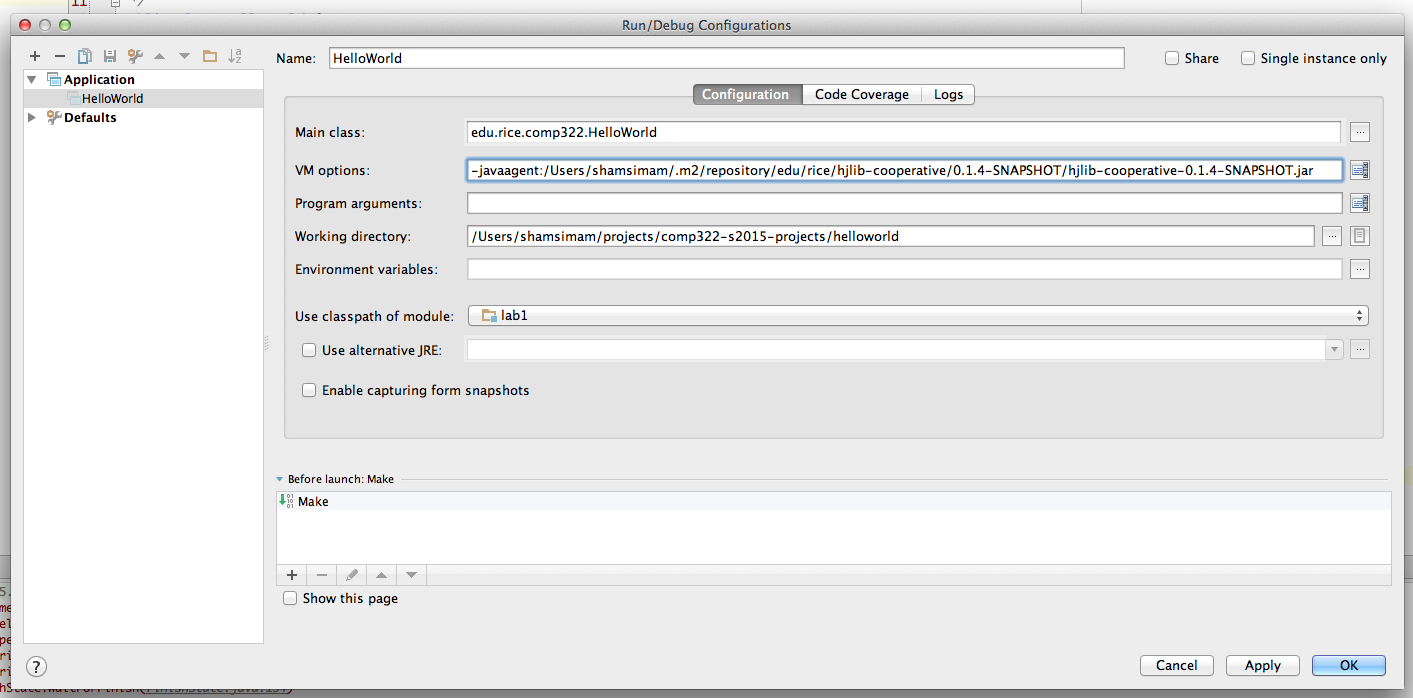 11
Run/Debug Configurations
Name: HelloWorld Share Single instance only
Application
HelloWorld
Defaults
Configuration Code Coverage Logs
Main class: edu.rice.comp322.HelloWorld
VM options: -javaagent:/Users/shamsimam/.m2/repository/edu/rice/hjlib-cooperative/0.1.4-SNAPSHOT/hjlib-cooperative-0.1.4-SNAPSHOT.jar
Program arguments:
Working directory: /Users/shamsimam/projects/comp322-s2015-projects/helloworld
Environment variables:
Use classpath of module: lab1
Use alternative JRE:
Enable capturing form snapshots
Before launch: Make
Make
Show this page
? Cancel Apply OK